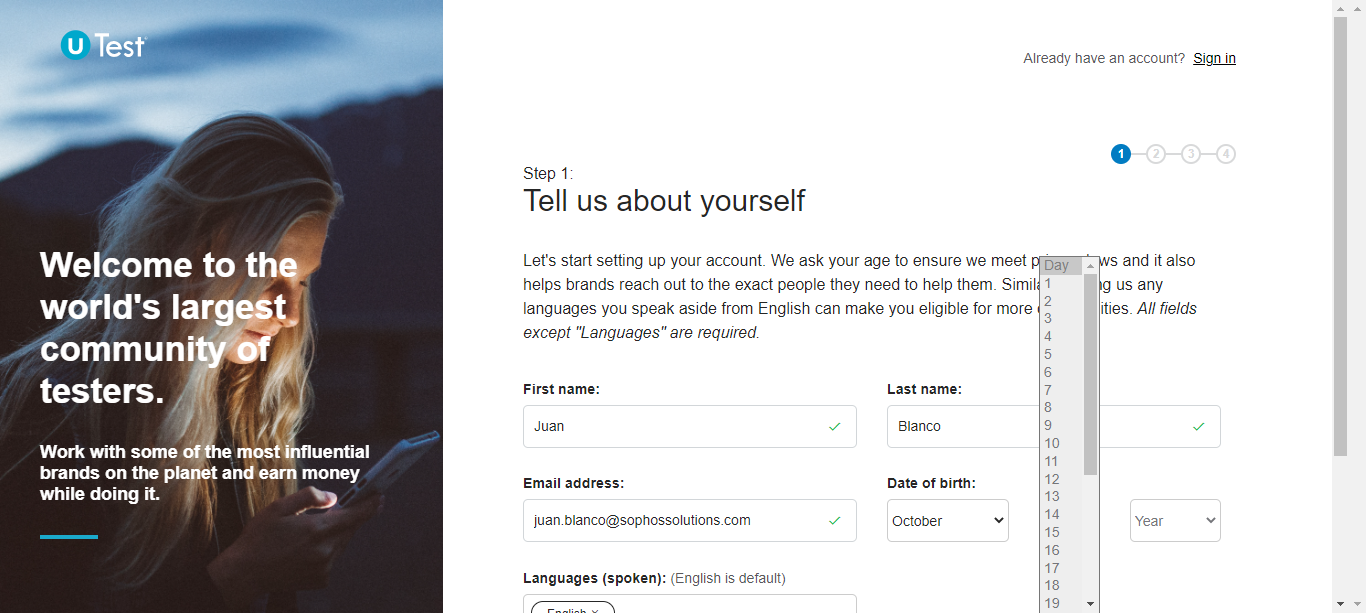 U Test
Already have an account? Sign in
1 2 3 4
Step 1:
Tell us about yourself
Welcome to the
world's largest
community of
testers.
Work with some of the most influential
brands on the planet and earn money
while doing it.
Let's start setting up your account. We ask your age to ensure we meet and it also
helps brands reach out to the exact people they need to help them. us any
languages you speak aside from English can make you eligible for more All fields
except "Languages" are required.
First name:
Juan
Last name:
Blanco
Email address:
juan.blanco@sophossolutions.com
Date of birth:
October
Day
1
2
3
4
5
6
7
8
9
10
11
12
13
14
15
16
17
18
19
Year
Languages (spoken): (English is default)
English ×